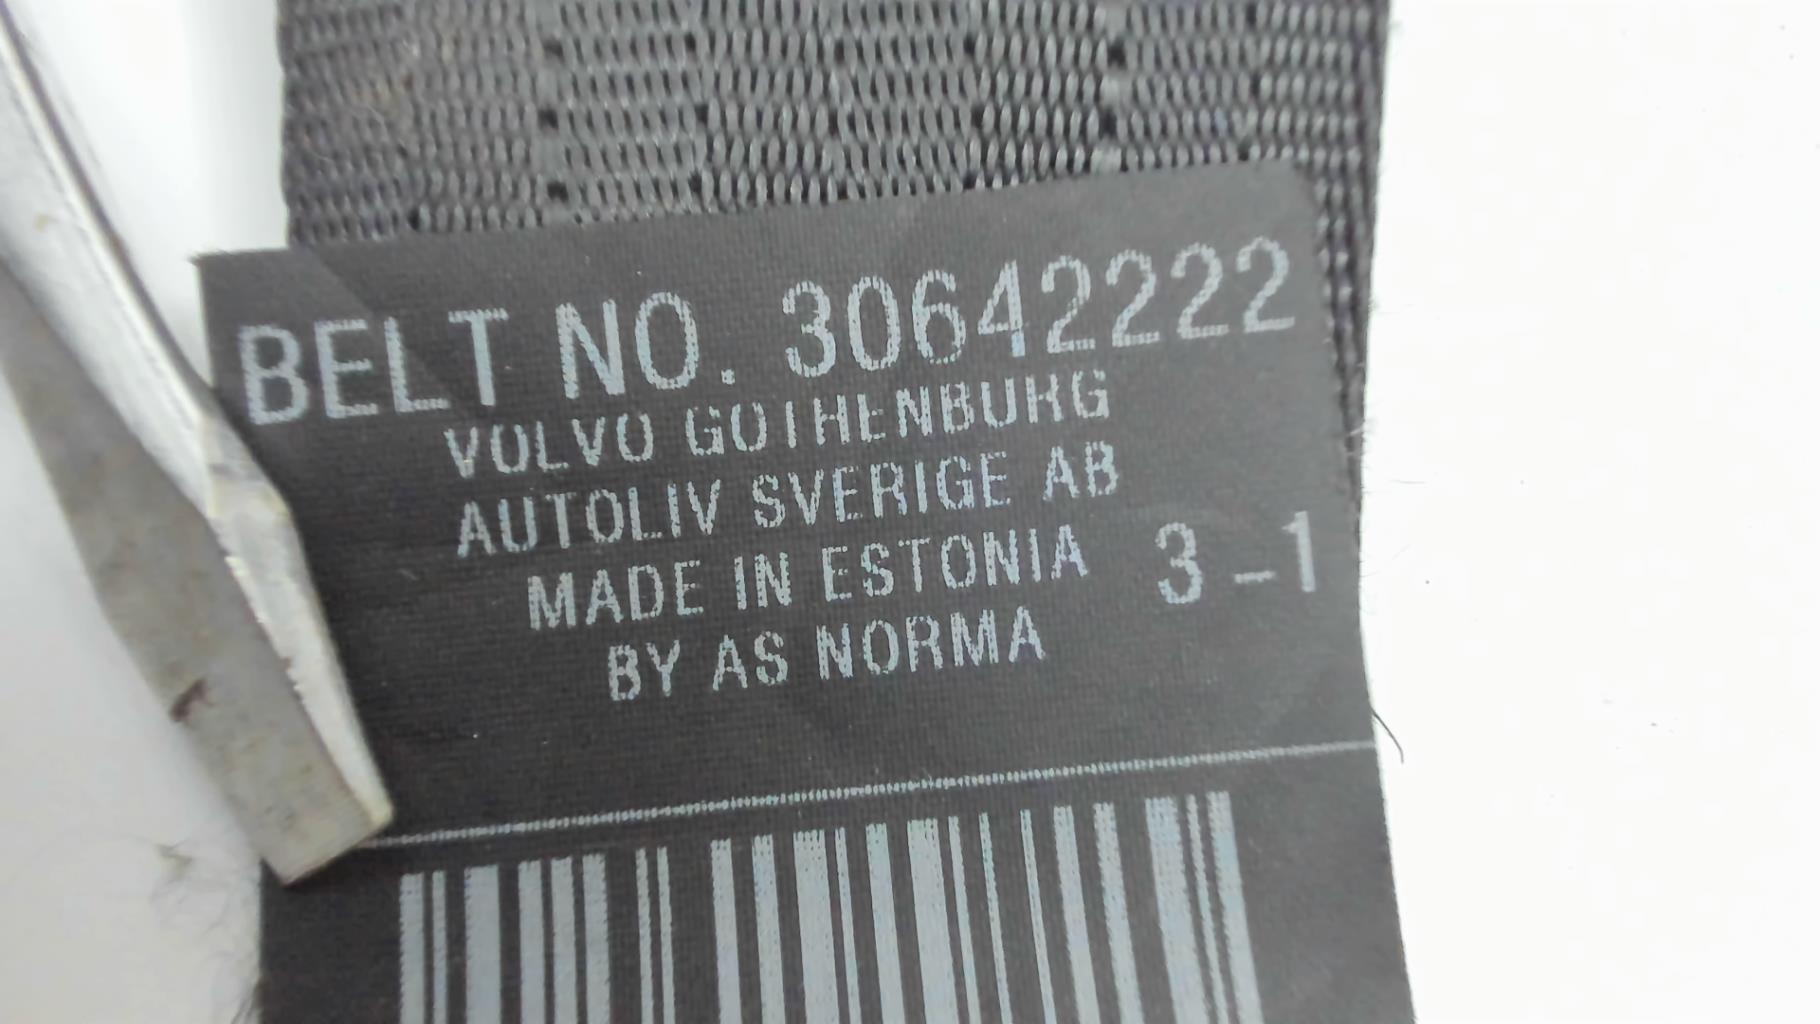 BELT NO. 30642222
VOLVO GOTHENBURG
AUTOLIV SVERIGE AB
MADE IN ESTONIA 3-1
BY AS NORMA